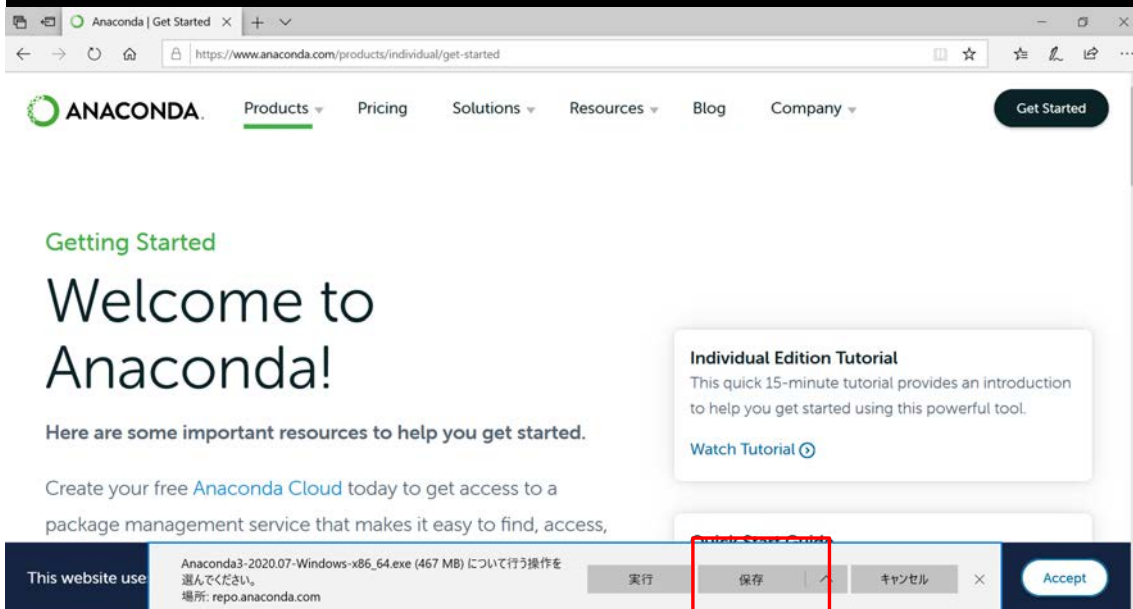 Anaconda | Get Started
https://www.anaconda.com/products/individual/get-started
ANACONDA.
Products
Pricing
Solutions
Resources
Blog
Company
Get Started
Getting Started
Welcome to
Anaconda!
Here are some important resources to help you get started.
Create your free Anaconda Cloud today to get access to a
package management service that makes it easy to find, access,
Individual Edition Tutorial
This quick 15-minute tutorial provides an introduction
to help you get started using this powerful tool.
Watch Tutorial
Quick Start Guide
This website use
Anaconda3-2020.07-Windows-x86_64.exe (467 MB) について行う操作を
選んでください。
場所: repo.anaconda.com
実行
保存
キャンセル
Accept